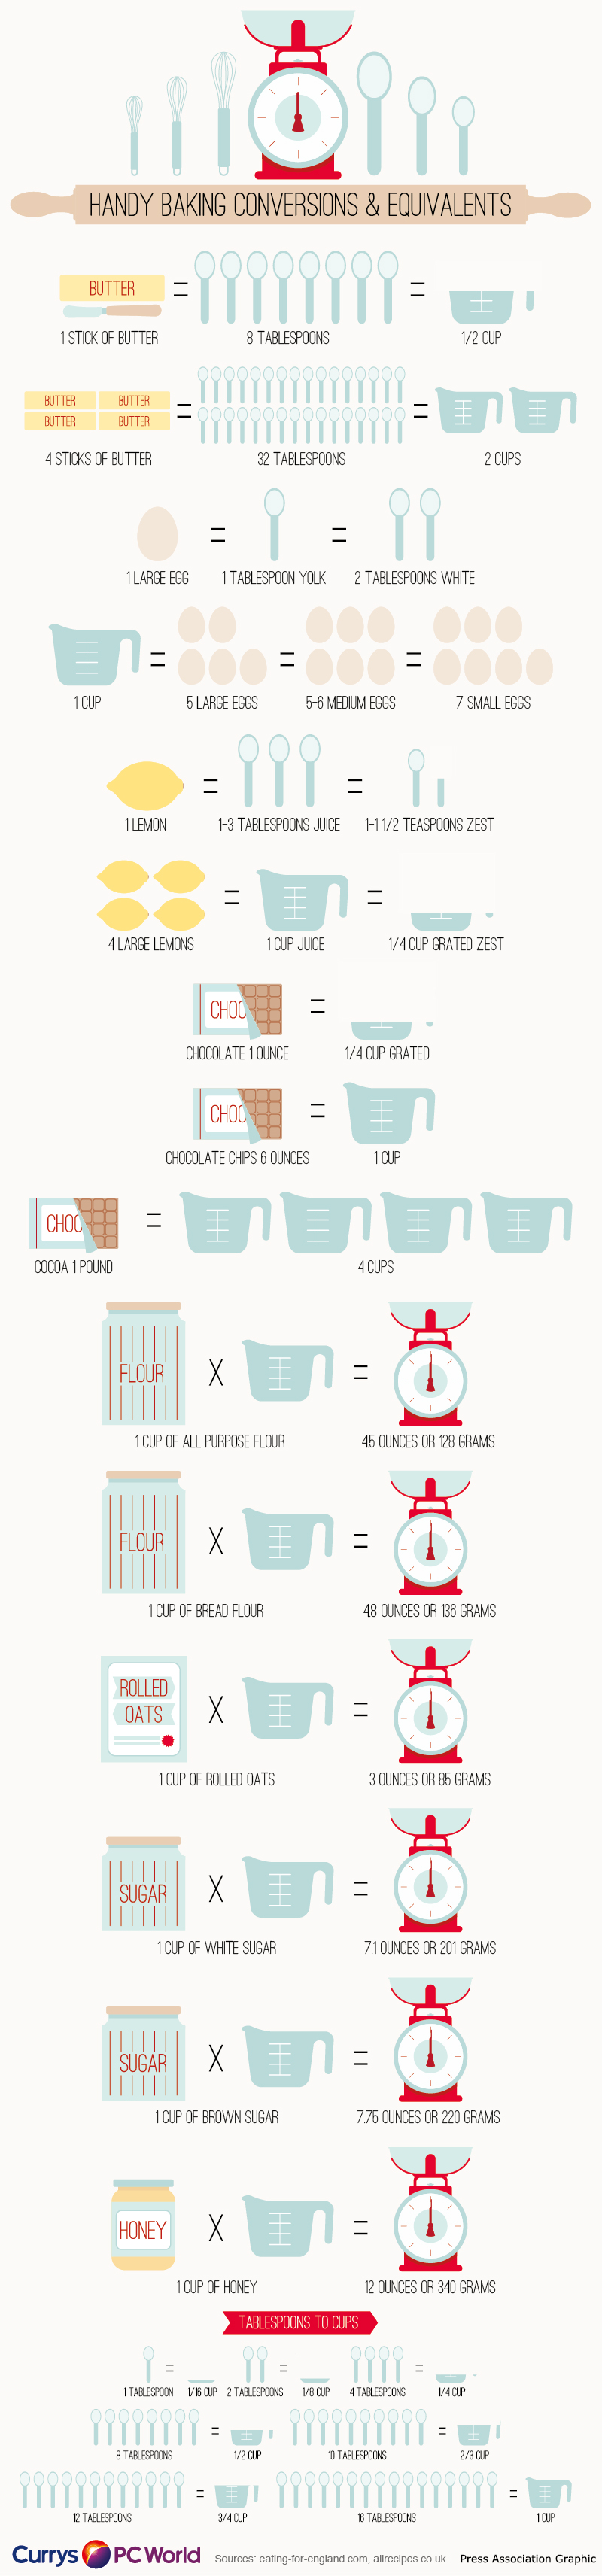 HANDY BAKING CONVERSIONS & EQUIVALENTS
BUTTER = =
1 STICK OF BUTTER 8 TABLESPOONS 1/2 CUP
BUTTER BUTTER
BUTTER BUTTER = =
4 STICKS OF BUTTER 32 TABLESPOONS 2 CUPS
= =
1 LARGE EGG 1 TABLESPOON YOLK 2 TABLESPOONS WHITE
= = =
1 CUP 5 LARGE EGGS 5-6 MEDIUM EGGS 7 SMALL EGGS
= =
1 LEMON 1-3 TABLESPOONS JUICE 1-1 1/2 TEASPOONS ZEST
= =
4 LARGE LEMONS 1 CUP JUICE 1/4 CUP GRATED ZEST
CHOC =
CHOCOLATE 1 OUNCE 1/4 CUP GRATED
CHOC =
CHOCOLATE CHIPS 6 OUNCES 1 CUP
CHOC =
COCOA 1 POUND 4 CUPS
FLOUR X =
1 CUP OF ALL PURPOSE FLOUR 4.5 OUNCES OR 128 GRAMS
FLOUR X =
1 CUP OF BREAD FLOUR 4.8 OUNCES OR 136 GRAMS
ROLLED
OATS X =
1 CUP OF ROLLED OATS 3 OUNCES OR 85 GRAMS
SUGAR X =
1 CUP OF WHITE SUGAR 7.1 OUNCES OR 201 GRAMS
SUGAR X =
1 CUP OF BROWN SUGAR 7.75 OUNCES OR 220 GRAMS
HONEY X =
1 CUP OF HONEY 12 OUNCES OR 340 GRAMS
TABLESPOONS TO CUPS
= = =
1 TABLESPOON 1/16 CUP 2 TABLESPOONS 1/8 CUP 4 TABLESPOONS 1/4 CUP
= =
8 TABLESPOONS 1/2 CUP 10 TABLESPOONS 2/3 CUP
= =
12 TABLESPOONS 3/4 CUP 16 TABLESPOONS 1 CUP
Currys PC World Sources: eating-for-england.com, allrecipes.co.uk Press Association Graphic